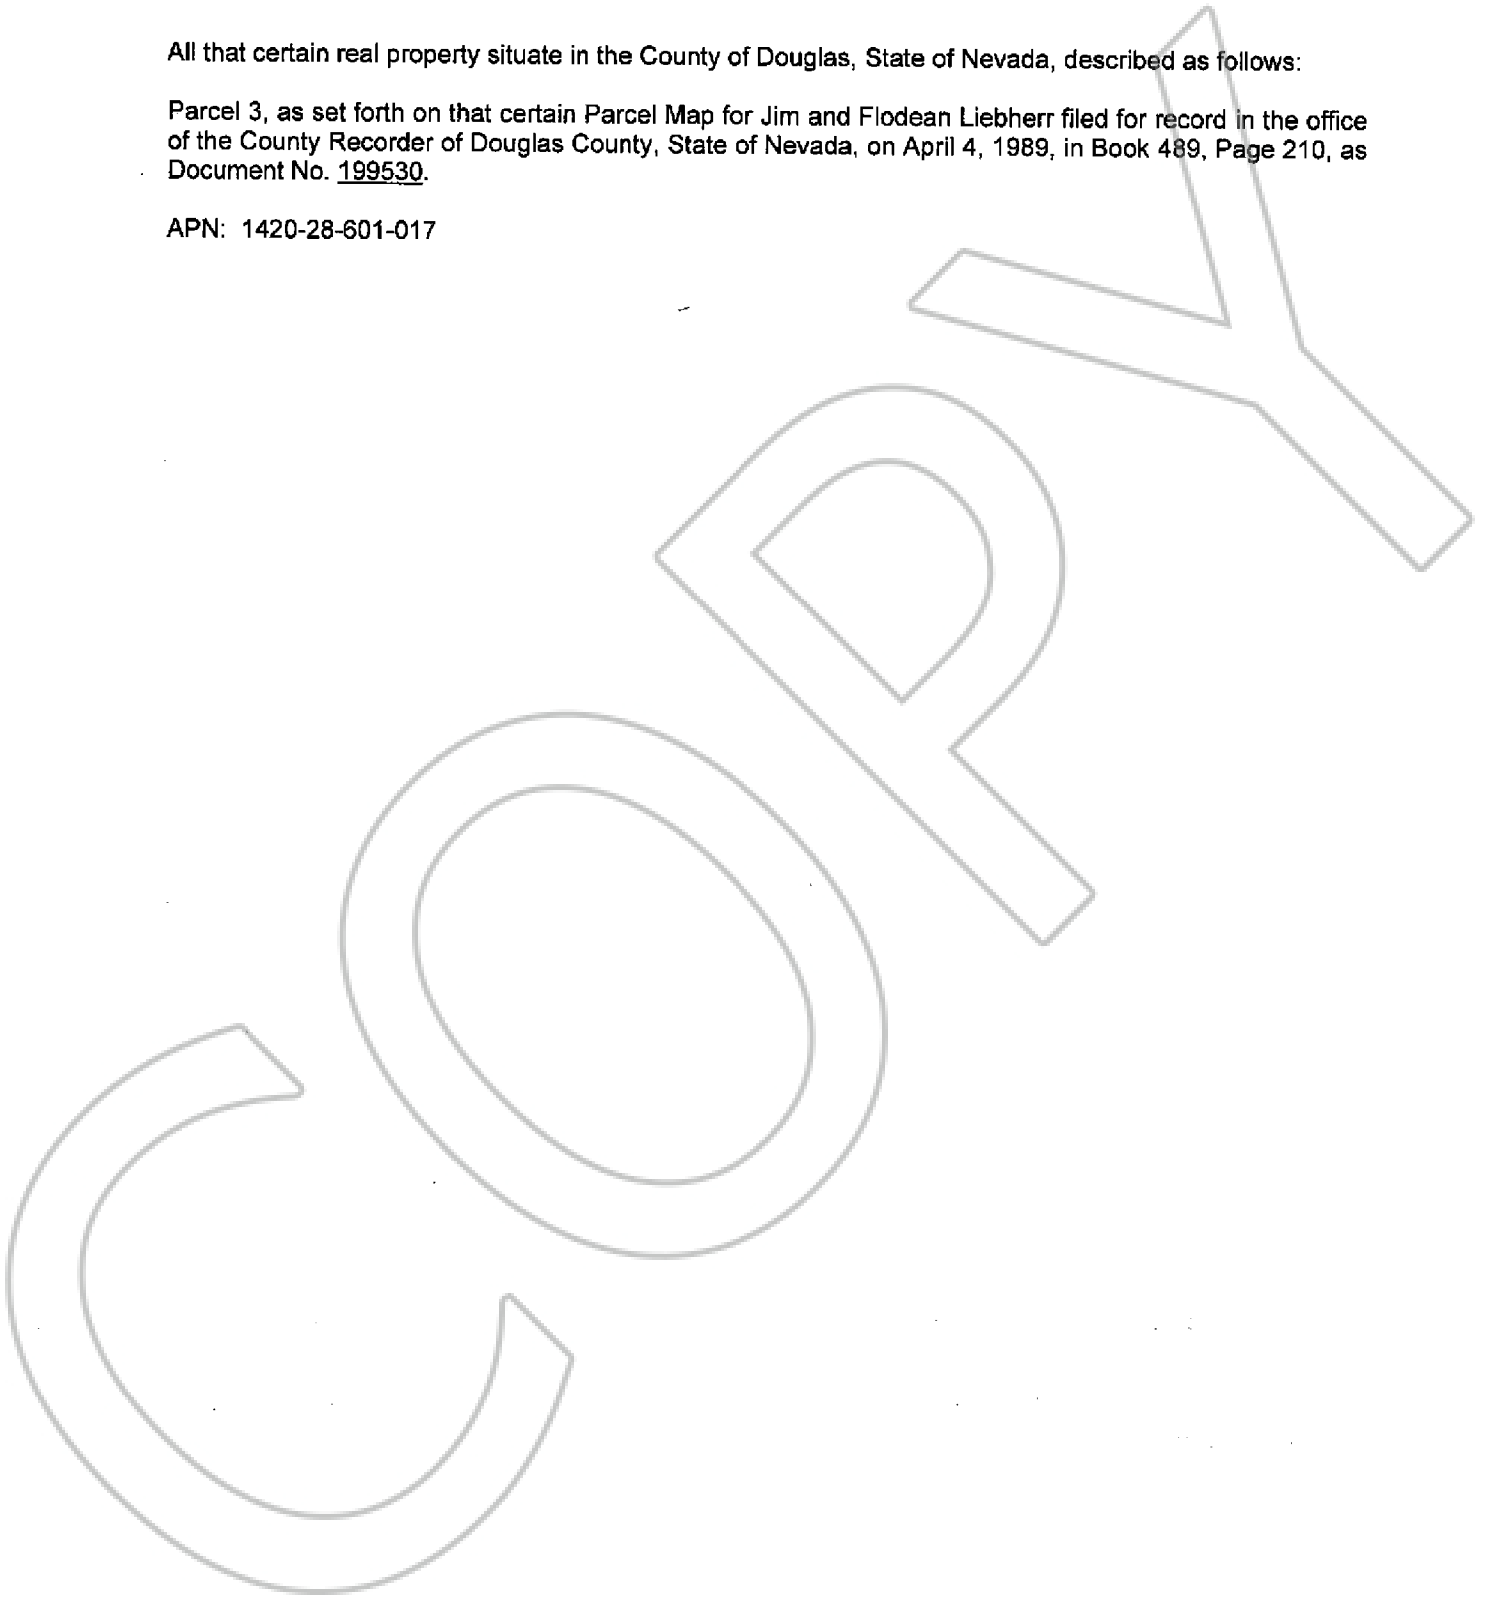 All that certain real property situate in the County of Douglas, State of Nevada, described as follows:
Parcel 3, as set forth on that certain Parcel Map for Jim and Flodean Liebherr filed for record in the office
of the County Recorder of Douglas County, State of Nevada, on April 4, 1989, in Book 489, Page 210, as
Document No. 199530.
APN: 1420-28-601-017
COPY